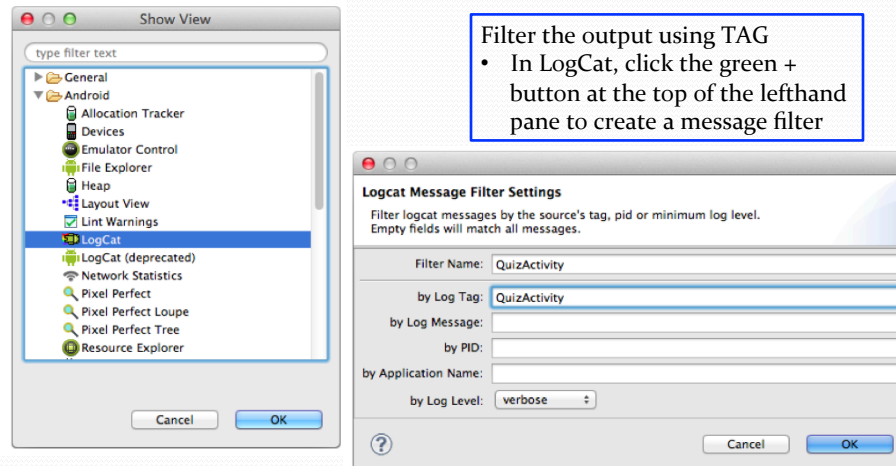 Show View
type filter text
General
Android
Allocation Tracker
Devices
Emulator Control
File Explorer
Heap
Layout View
Lint Warnings
LogCat
LogCat (deprecated)
Network Statistics
Pixel Perfect
Pixel Perfect Loupe
Pixel Perfect Tree
Resource Explorer
Cancel OK
Filter the output using TAG
• In LogCat, click the green +
button at the top of the lefthand
pane to create a message filter
Logcat Message Filter Settings
Filter logcat messages by the source's tag, pid or minimum log level.
Empty fields will match all messages.
Filter Name: QuizActivity
by Log Tag: QuizActivity
by Log Message:
by PID:
by Application Name:
by Log Level: verbose
? Cancel OK